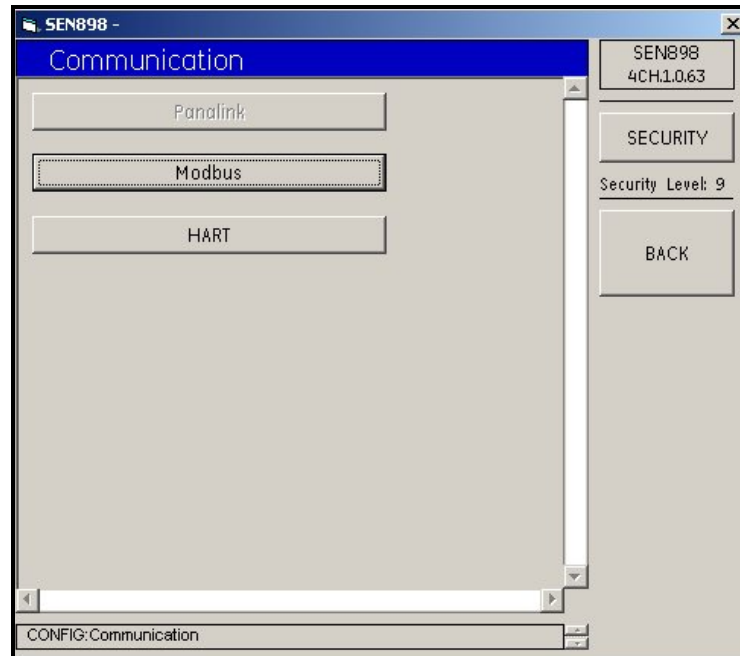 SEN898 -
Communication
Panalink
Modbus
HART
SEN898
4CH.1.0.63
SECURITY
Security Level: 9
BACK
CONFIG:Communication